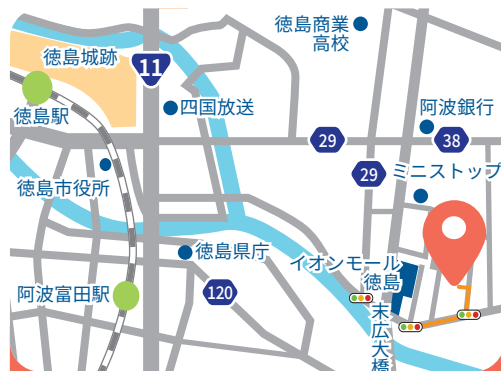 徳島商業
高校
徳島城跡
11
徳島駅
四国放送
阿波銀行
29
38
徳島市役所
29
ミニストップ
徳島県庁
イオンモール
徳島
阿波富田駅
120
末広大橋